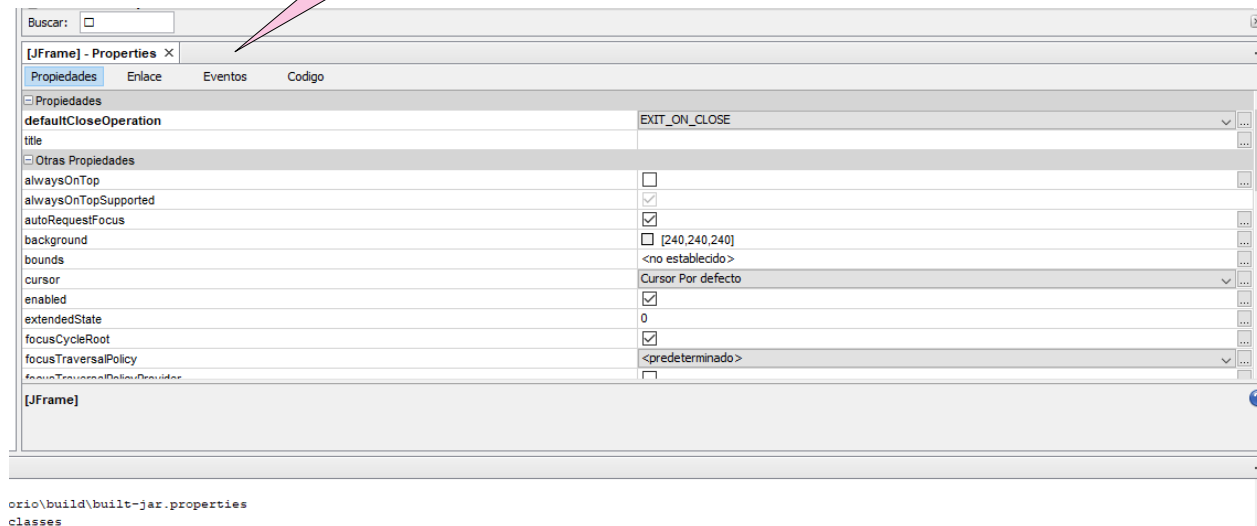 Buscar:
[JFrame] - Properties ×
Propiedades Enlace Eventos Codigo
Propiedades
defaultCloseOperation EXIT_ON_CLOSE ...
title ...
Otras Propiedades
alwaysOnTop ...
alwaysOnTopSupported
autoRequestFocus ...
background [240,240,240] ...
bounds <no establecido> ...
cursor Cursor Por defecto ...
enabled ...
extendedState 0 ...
focusCycleRoot ...
focusTraversalPolicy <predeterminado> ...
focusTraversalPolicyProvider
[JFrame]
orio\build\built-jar.properties
classes